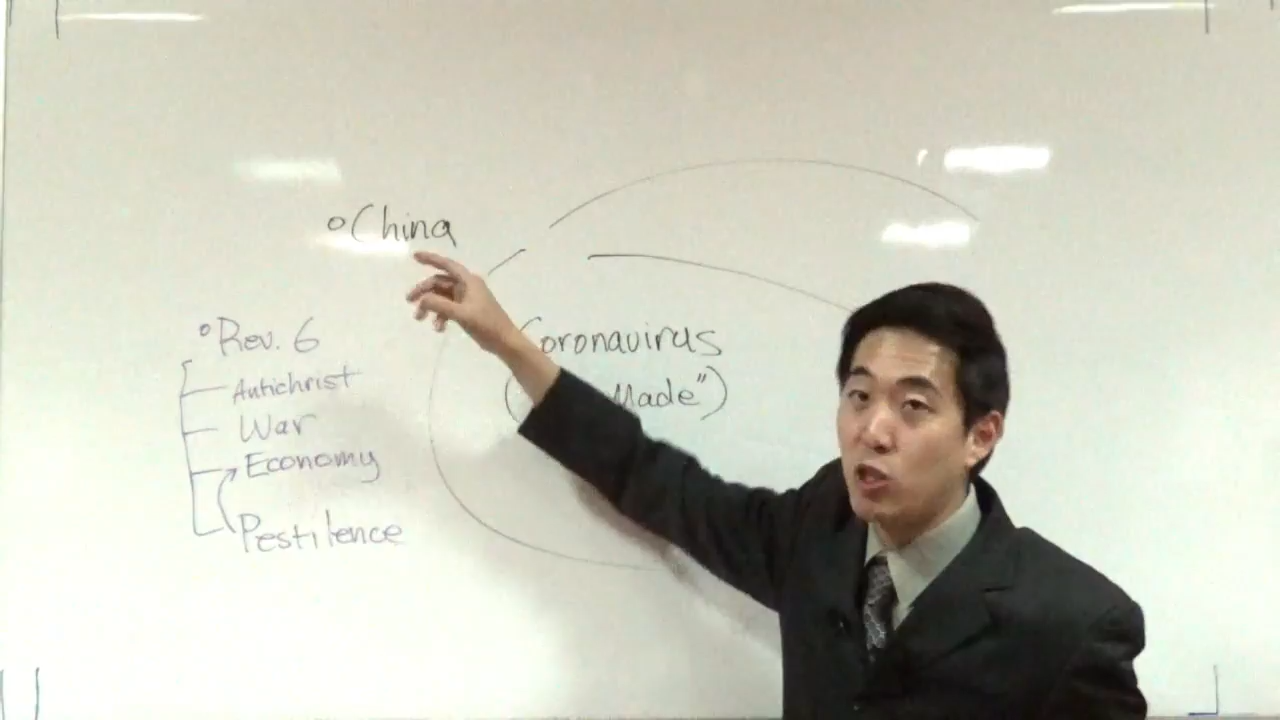 China
Rev. 6
Antichrist
War
Economy
Pestilence
Coronavirus
( Made")